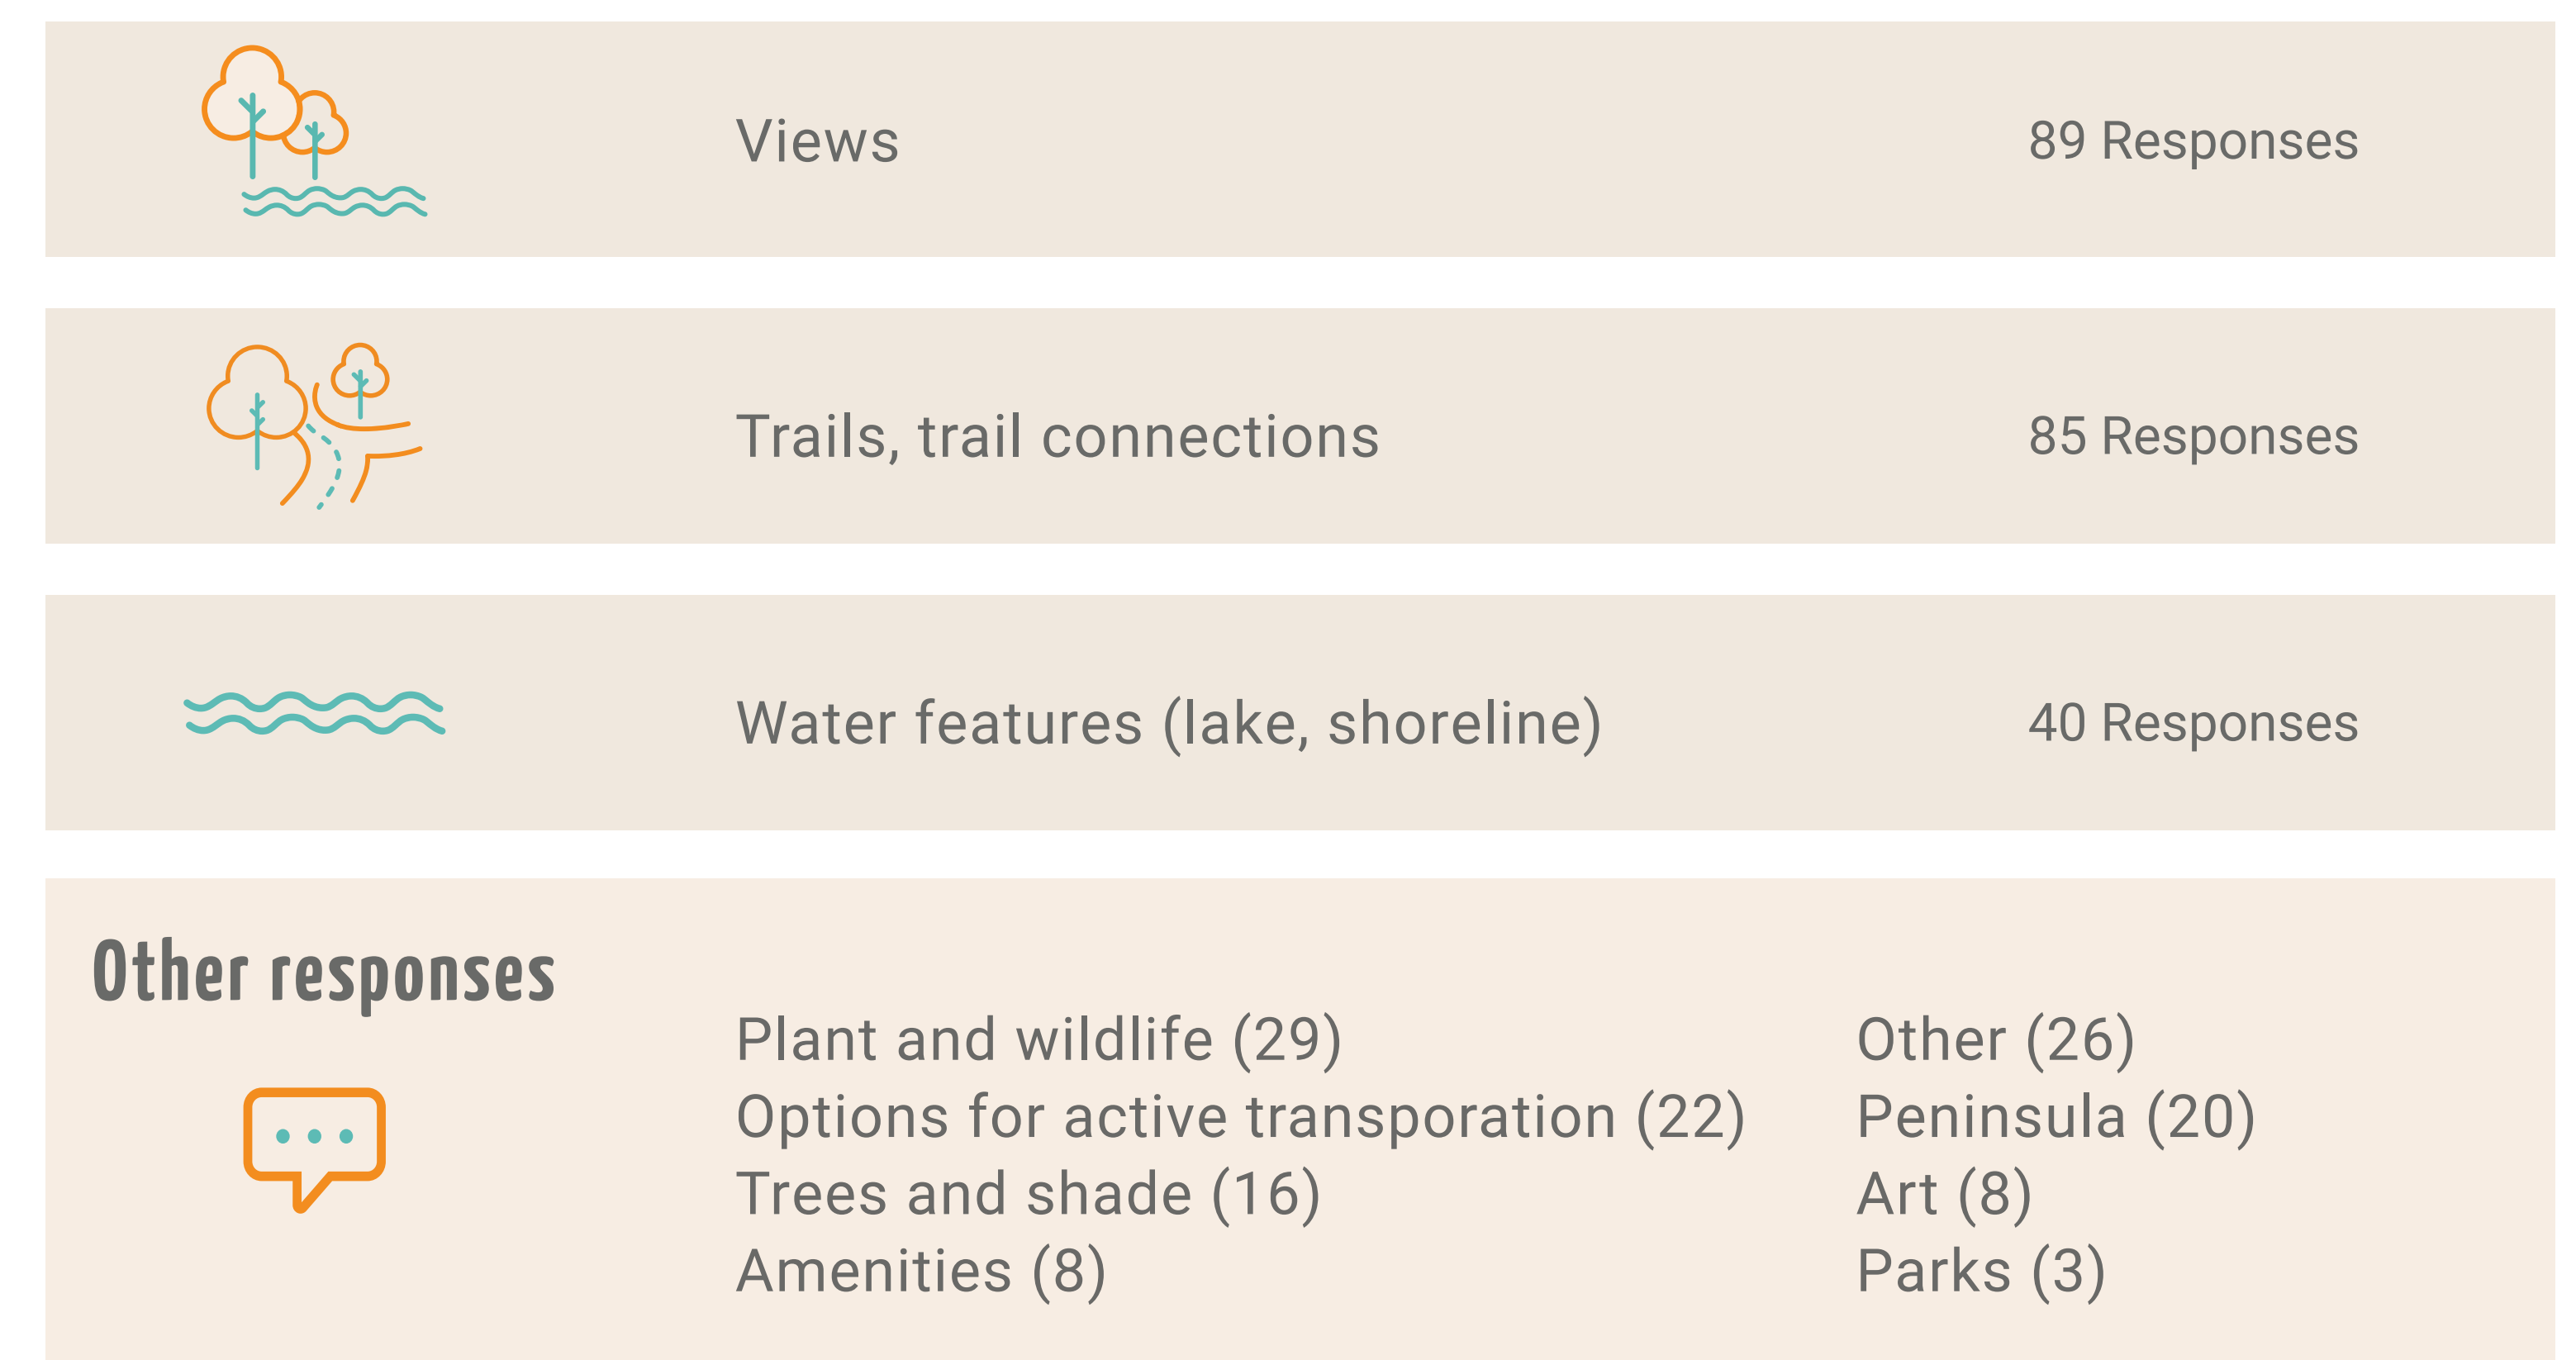 Views
89 Responses
Trails, trail connections
85 Responses
Water features (lake, shoreline)
40 Responses
Other responses
Plant and wildlife (29)
Options for active transporation (22)
Trees and shade (16)
Amenities (8)
Other (26)
Peninsula (20)
Art (8)
Parks (3)